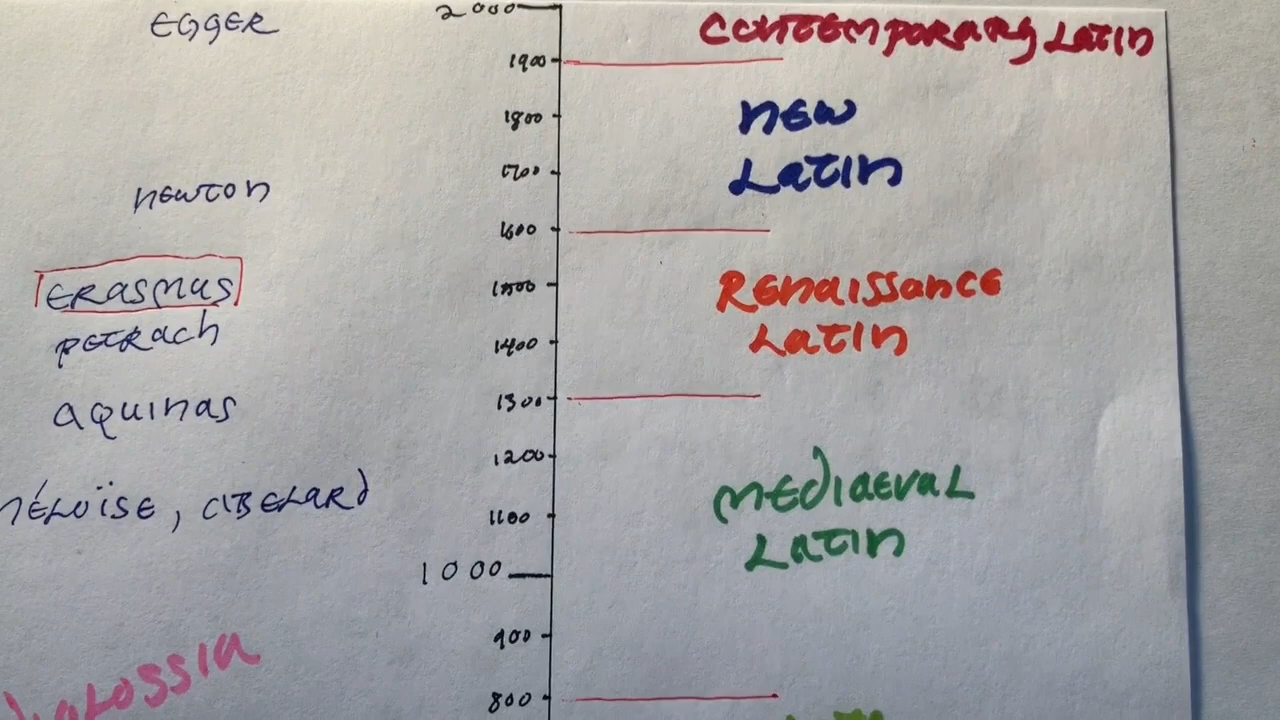 EGGER
NEWTON
ERASMUS
PETRACH
AQUINAS
HÉLOÏSE, ABELARD
2000
1900
1800
1700
1600
1500
1400
1300
1200
1100
1000
900
800
CONTEMPORARY LATIN
NEW
LATIN
RENAISSANCE
LATIN
MEDIAEVAL
LATIN